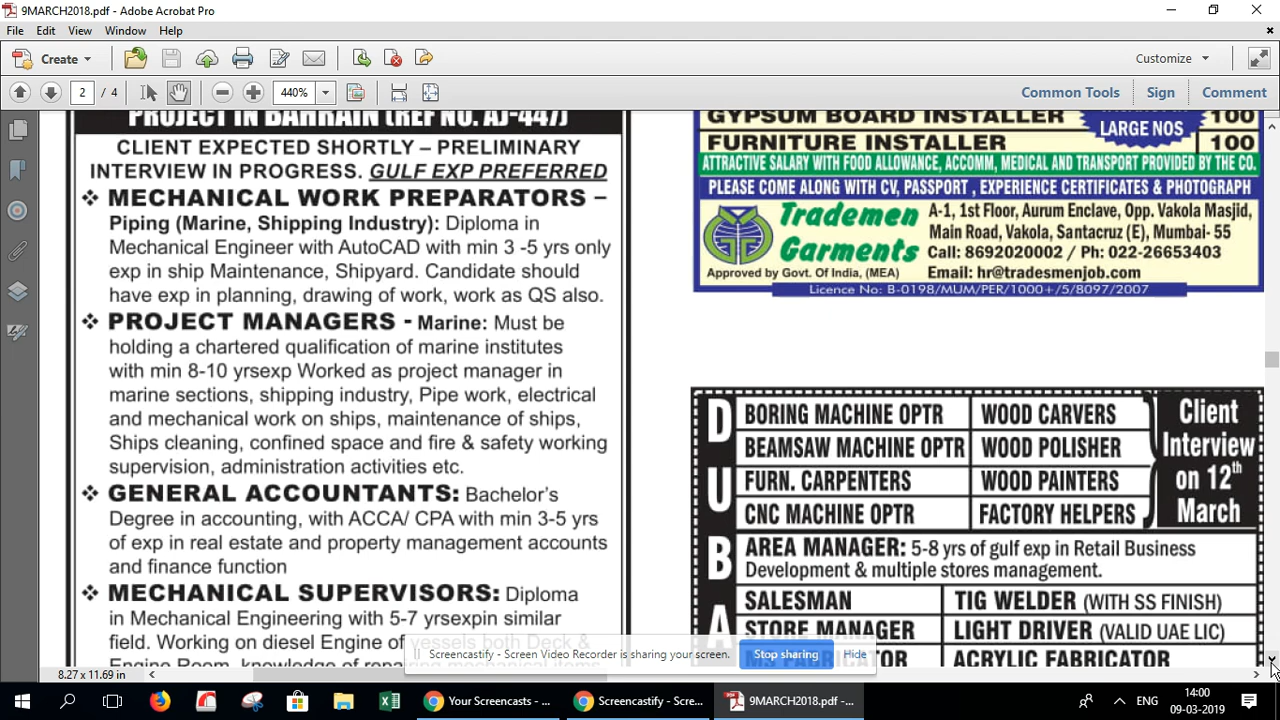 9MARCH2018.pdf - Adobe Acrobat Pro
File Edit View Window Help
Create
Customize
2 / 4
440%
Common Tools Sign Comment
PROJECT IN BAHRAIN (REF NO. AJ-447)
CLIENT EXPECTED SHORTLY – PRELIMINARY
INTERVIEW IN PROGRESS. GULF EXP PREFERRED
❖ MECHANICAL WORK PREPARATORS –
Piping (Marine, Shipping Industry): Diploma in
Mechanical Engineer with AutoCAD with min 3 -5 yrs only
exp in ship Maintenance, Shipyard. Candidate should
have exp in planning, drawing of work, work as QS also.
❖ PROJECT MANAGERS - Marine: Must be
holding a chartered qualification of marine institutes
with min 8-10 yrsexp Worked as project manager in
marine sections, shipping industry, Pipe work, electrical
and mechanical work on ships, maintenance of ships,
Ships cleaning, confined space and fire & safety working
supervision, administration activities etc.
❖ GENERAL ACCOUNTANTS: Bachelor's
Degree in accounting, with ACCA/ CPA with min 3-5 yrs
of exp in real estate and property management accounts
and finance function
❖ MECHANICAL SUPERVISORS: Diploma
in Mechanical Engineering with 5-7 yrsexpin similar
field. Working on diesel Engine of vessels both Deck &
Engine Room, knowledge of repairing mechanical items
GYPSUM BOARD INSTALLER 100
LARGE NOS
FURNITURE INSTALLER 100
ATTRACTIVE SALARY WITH FOOD ALLOWANCE, ACCOMM, MEDICAL AND TRANSPORT PROVIDED BY THE CO.
PLEASE COME ALONG WITH CV, PASSPORT , EXPERIENCE CERTIFICATES & PHOTOGRAPH
Trademen
Garments
Approved by Govt. Of India, (MEA)
A-1, 1st Floor, Aurum Enclave, Opp. Vakola Masjid,
Main Road, Vakola, Santacruz (E), Mumbai- 55
Call: 8692020002 / Ph: 022-26653403
Email: hr@tradesmenjob.com
Licence No: B-0198/MUM/PER/1000+/5/8097/2007
DUBA
BORING MACHINE OPTR WOOD CARVERS
BEAMSAW MACHINE OPTR WOOD POLISHER
FURN. CARPENTERS WOOD PAINTERS
CNC MACHINE OPTR FACTORY HELPERS
Client
Interview
on 12th
March
AREA MANAGER: 5-8 yrs of gulf exp in Retail Business
Development & multiple stores management.
SALESMAN TIG WELDER (WITH SS FINISH)
STORE MANAGER LIGHT DRIVER (VALID UAE LIC)
MS FABRICATOR ACRYLIC FABRICATOR
Screencastify - Screen Video Recorder is sharing your screen. Stop sharing Hide
8.27 x 11.69 in
Your Screencasts - ... Screencastify - Scre... 9MARCH2018.pdf -...
ENG
14:00
09-03-2019